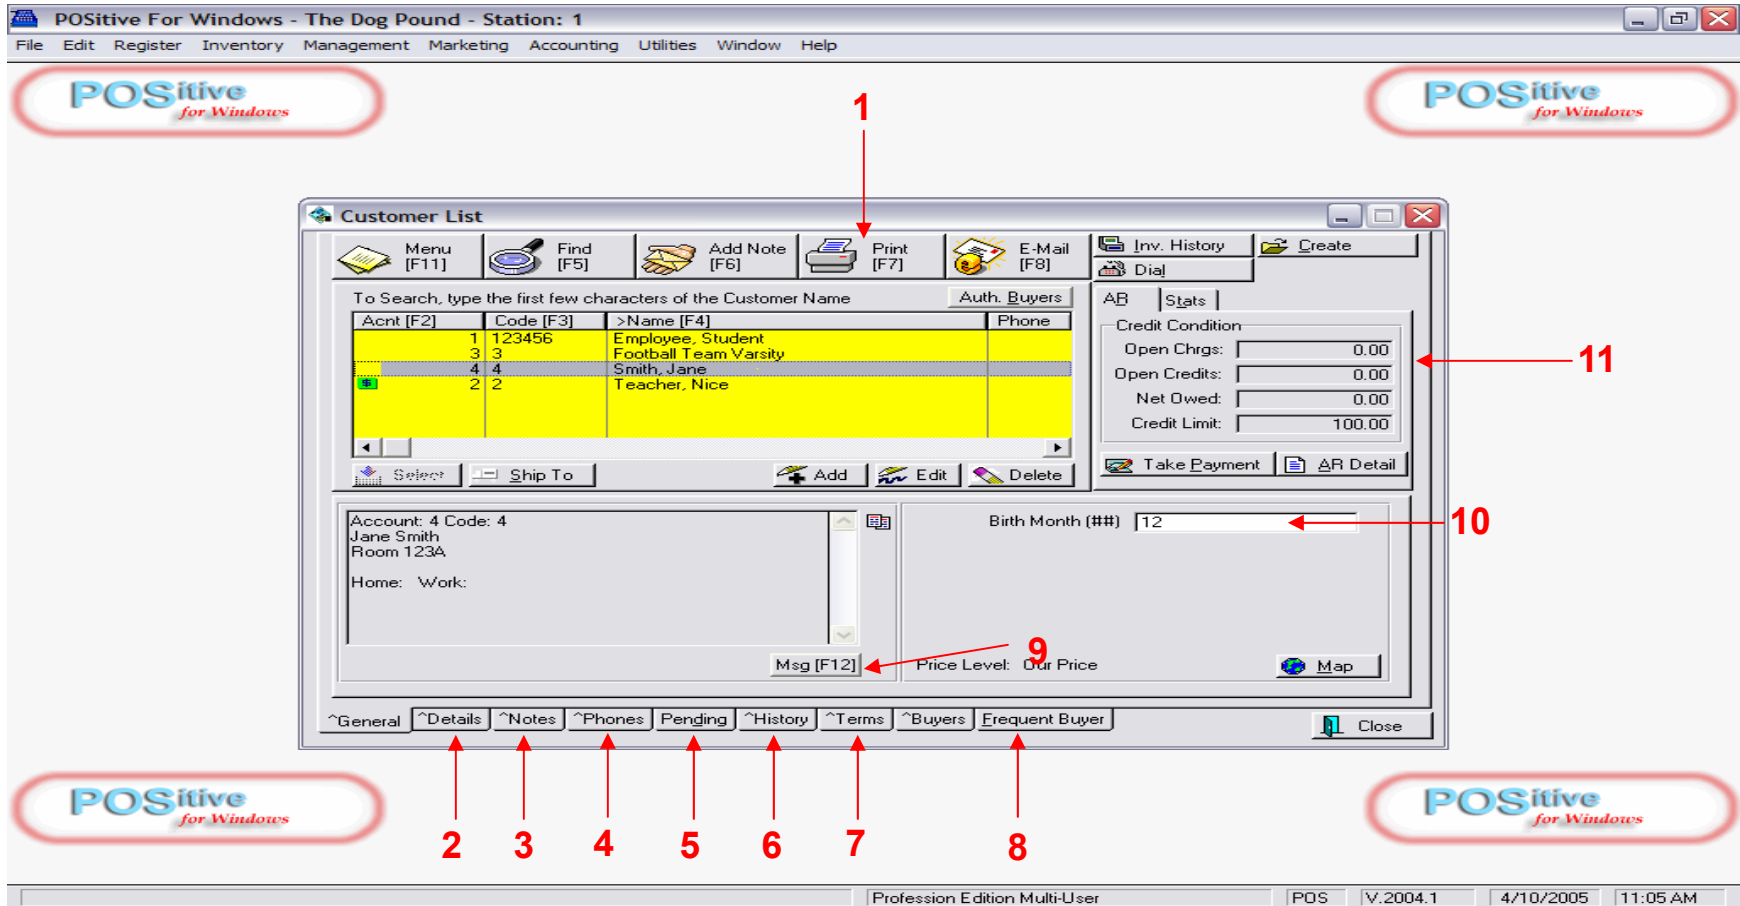 POSitive For Windows - The Dog Pound - Station: 1
File Edit Register Inventory Management Marketing Accounting Utilities Window Help
POSitive
for Windows
POSitive
for Windows
1
Customer List
Menu [F11]
Find [F5]
Add Note [F6]
Print [F7]
E-Mail [F8]
Inv. History
Create
Dial
To Search, type the first few characters of the Customer Name
Auth. Buyers
AR Stats
Acnt [F2] Code [F3] >Name [F4] Phone
1 123456 Employee, Student
3 3 Football Team Varsity
4 4 Smith, Jane
$ 2 2 Teacher, Nice
Credit Condition
Open Chrgs: 0.00
Open Credits: 0.00
Net Owed: 0.00
Credit Limit: 100.00
11
Select Ship To Add Edit Delete
Take Payment AR Detail
Account: 4 Code: 4
Jane Smith
Room 123A
Home: Work:
Birth Month (##) 12
10
Msg [F12]
9
Price Level: Our Price
Map
^General ^Details ^Notes ^Phones Pending ^History ^Terms ^Buyers Frequent Buyer
Close
2 3 4 5 6 7 8
POSitive
for Windows
POSitive
for Windows
Profession Edition Multi-User POS V.2004.1 4/10/2005 11:05 AM